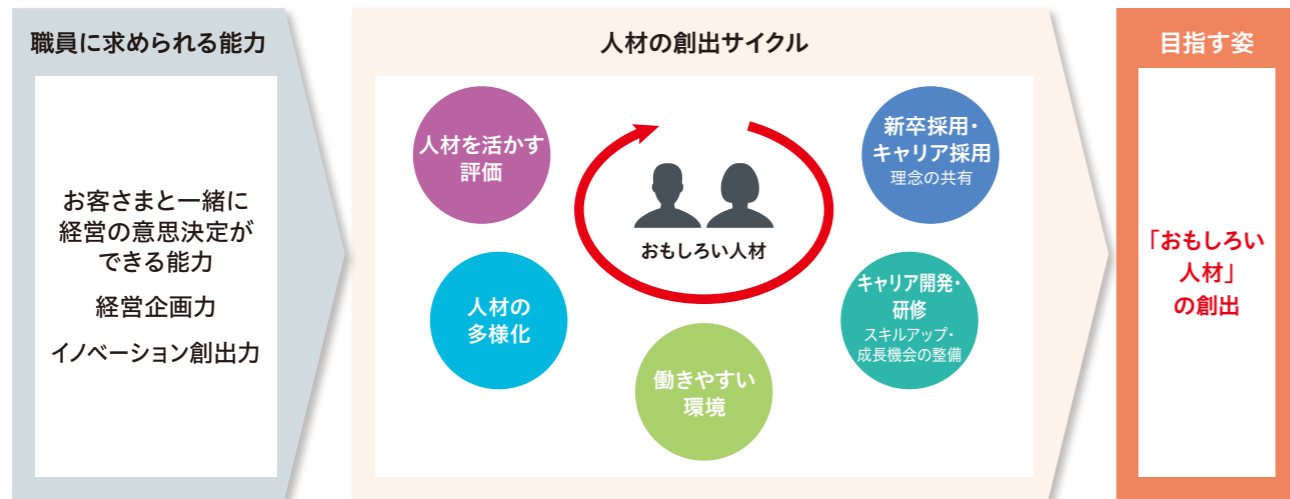 職員に求められる能力
お客さまと一緒に
経営の意思決定が
できる能力
経営企画力
イノベーション創出力
人材の創出サイクル
新卒採用・
キャリア採用
理念の共有
キャリア開発・
研修
スキルアップ・
成長機会の整備
働きやすい
環境
人材の
多様化
人材を活かす
評価
おもしろい人材
目指す姿
「おもしろい
人材」
の創出